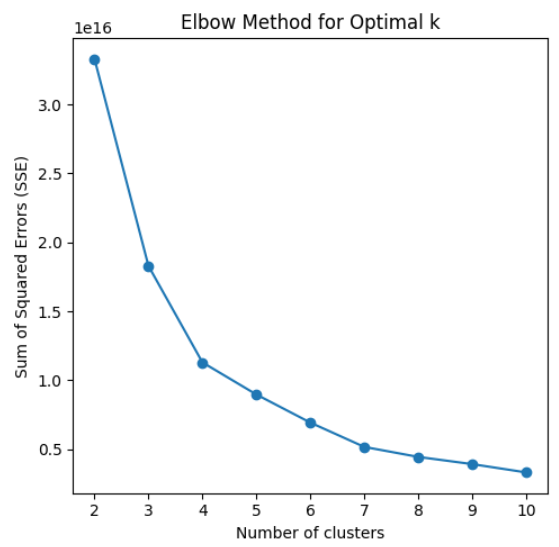 Elbow Method for Optimal k
1e16
3.0
2.5
2.0
1.5
1.0
0.5
Sum of Squared Errors (SSE)
2 3 4 5 6 7 8 9 10
Number of clusters